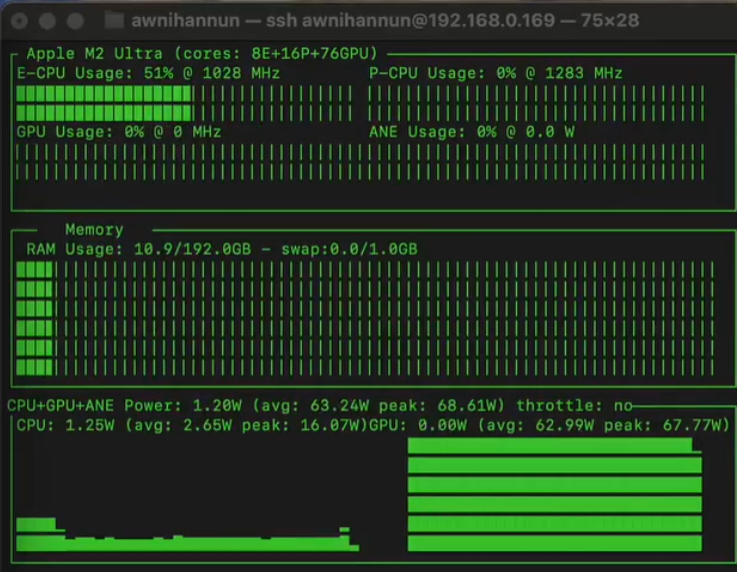 awnihannun — ssh awnihannun@192.168.0.169 — 75×28
Apple M2 Ultra (cores: 8E+16P+76GPU)
E-CPU Usage: 51% @ 1028 MHz P-CPU Usage: 0% @ 1283 MHz
GPU Usage: 0% @ 0 MHz ANE Usage: 0% @ 0.0 W
Memory
RAM Usage: 10.9/192.0GB - swap:0.0/1.0GB
CPU+GPU+ANE Power: 1.20W (avg: 63.24W peak: 68.61W) throttle: no
CPU: 1.25W (avg: 2.65W peak: 16.07W)GPU: 0.00W (avg: 62.99W peak: 67.77W)